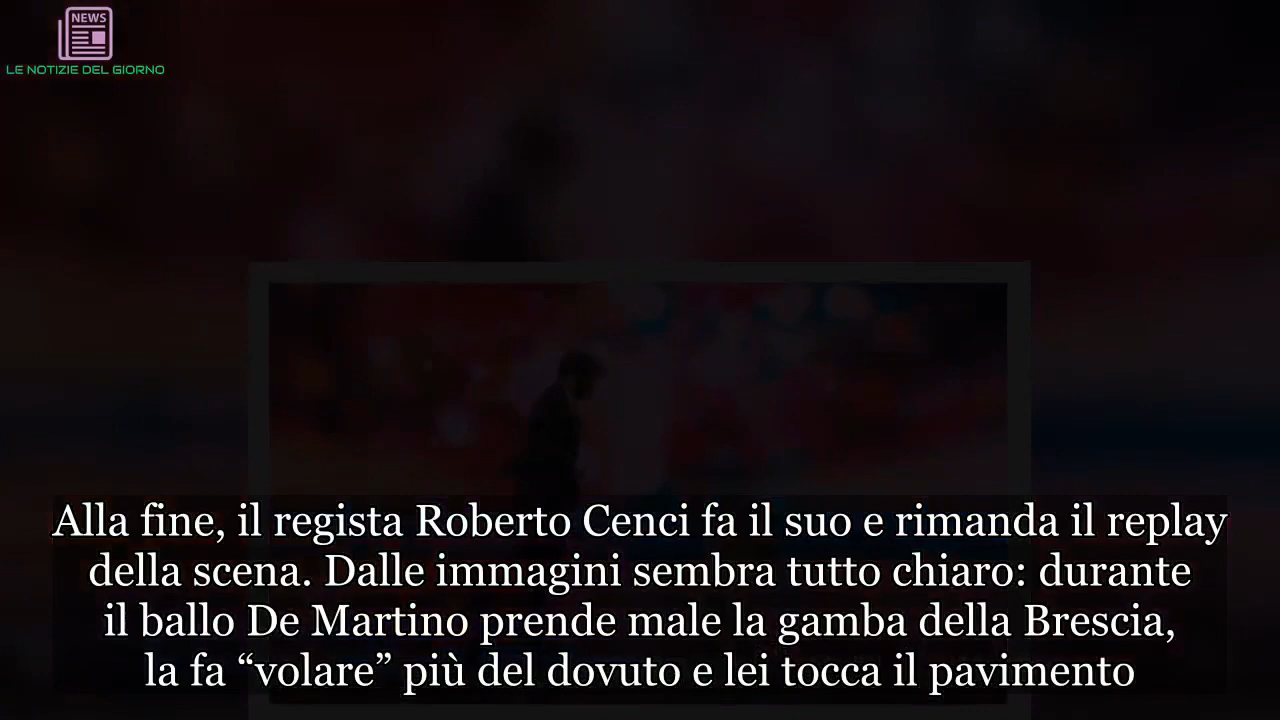 NEWS
LE NOTIZIE DEL GIORNO
Alla fine, il regista Roberto Cenci fa il suo e rimanda il replay
della scena. Dalle immagini sembra tutto chiaro: durante
il ballo De Martino prende male la gamba della Brescia,
la fa “volare” più del dovuto e lei tocca il pavimento